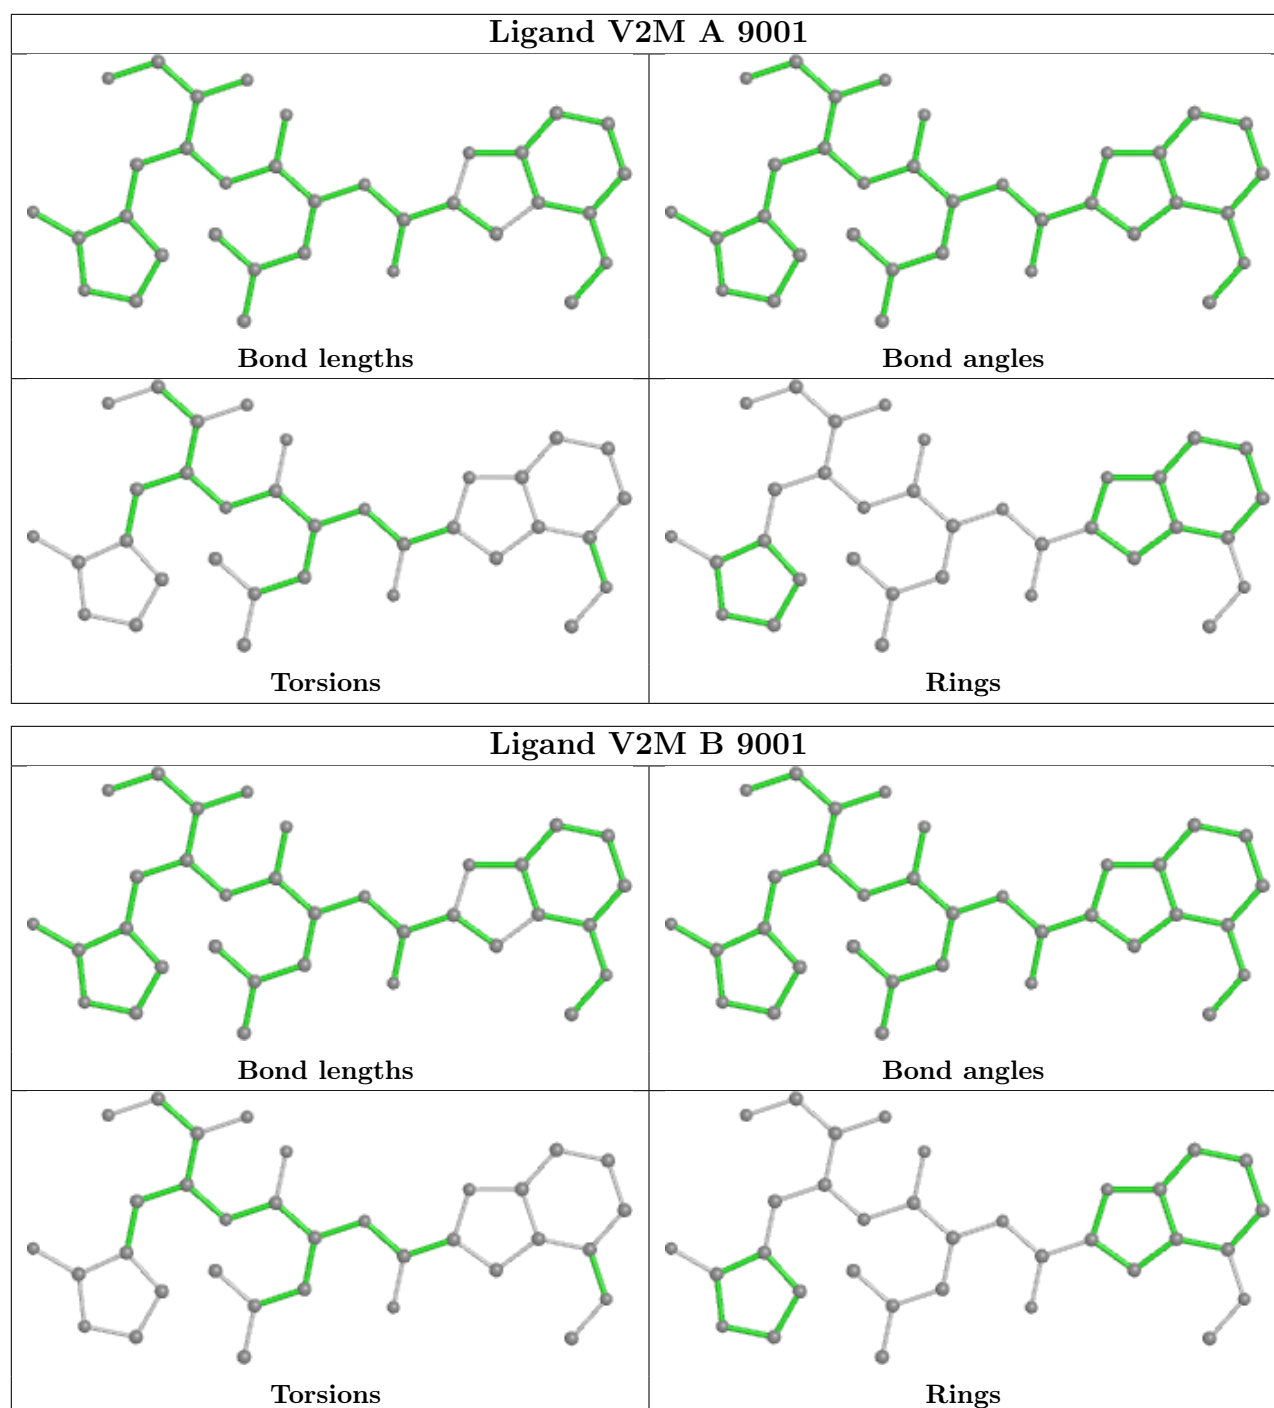 Ligand V2M A 9001
Bond lengths
Bond angles
Torsions
Rings
Ligand V2M B 9001
Bond lengths
Bond angles
Torsions
Rings